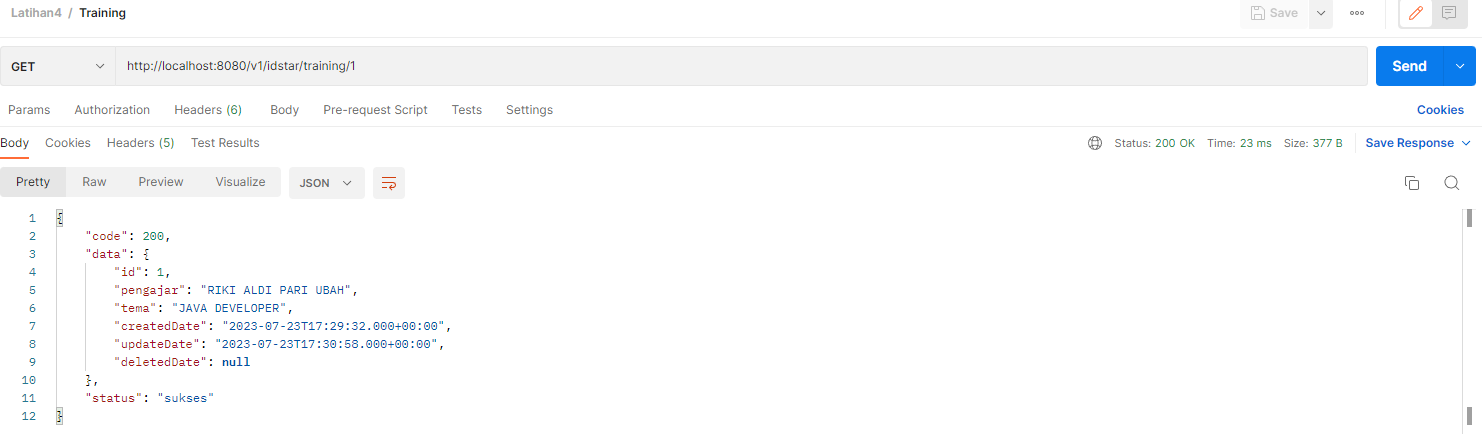 Latihan4 / Training
Save
GET http://localhost:8080/v1/idstar/training/1 Send
Params Authorization Headers (6) Body Pre-request Script Tests Settings Cookies
Body Cookies Headers (5) Test Results Status: 200 OK Time: 23 ms Size: 377 B Save Response
Pretty Raw Preview Visualize JSON
1 {
2 "code": 200,
3 "data": {
4 "id": 1,
5 "pengajar": "RIKI ALDI PARI UBAH",
6 "tema": "JAVA DEVELOPER",
7 "createdDate": "2023-07-23T17:29:32.000+00:00",
8 "updateDate": "2023-07-23T17:30:58.000+00:00",
9 "deletedDate": null
10 },
11 "status": "sukses"
12 }